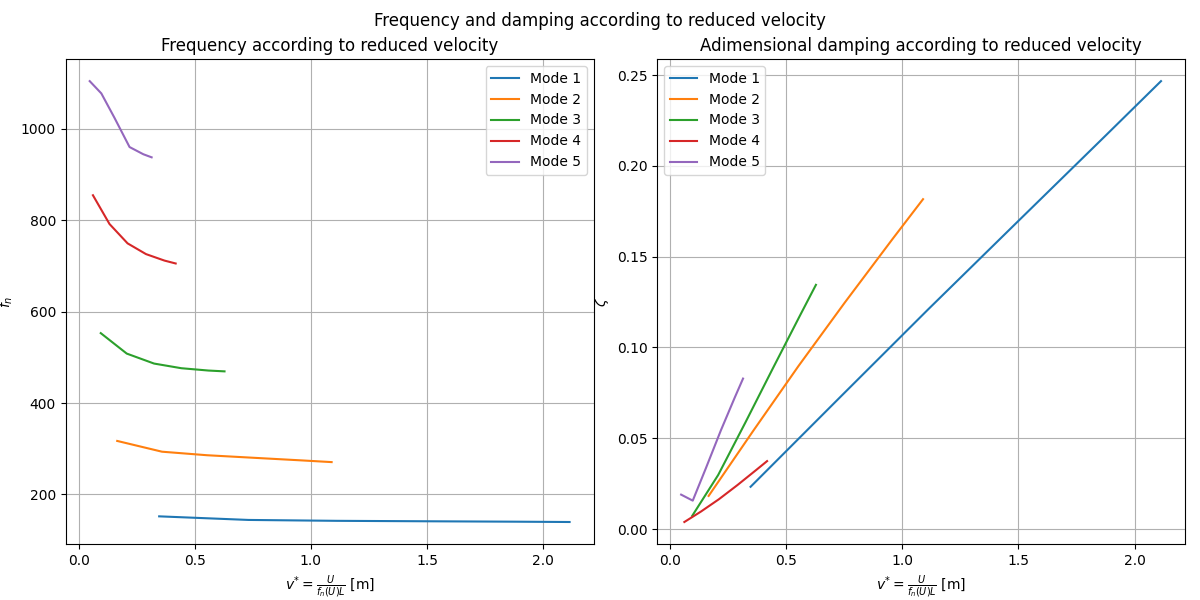 Frequency and damping according to reduced velocity
Frequency according to reduced velocity
Mode 1
Mode 2
Mode 3
Mode 4
Mode 5
1000
800
600
400
200
fₙ
0.0 0.5 1.0 1.5 2.0
v* = U/fₙ(U)L [m]
Adimensional damping according to reduced velocity
Mode 1
Mode 2
Mode 3
Mode 4
Mode 5
0.25
0.20
0.15
0.10
0.05
0.00
ζ
0.0 0.5 1.0 1.5 2.0
v* = U/fₙ(U)L [m]